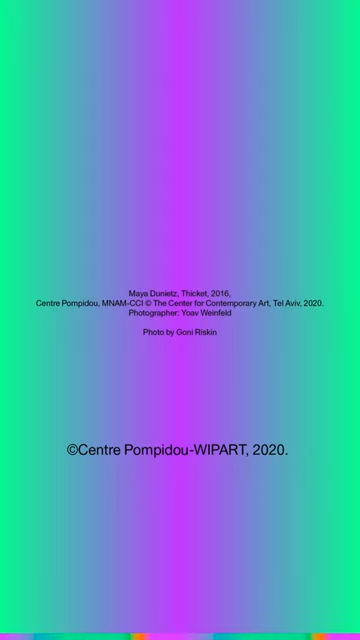 Maya Dunietz, Thicket, 2016,
Centre Pompidou, MNAM-CCI © The Center for Contemporary Art, Tel Aviv, 2020.
Photographer: Yoav Weinfeld
Photo by Goni Riskin
©Centre Pompidou-WIPART, 2020.